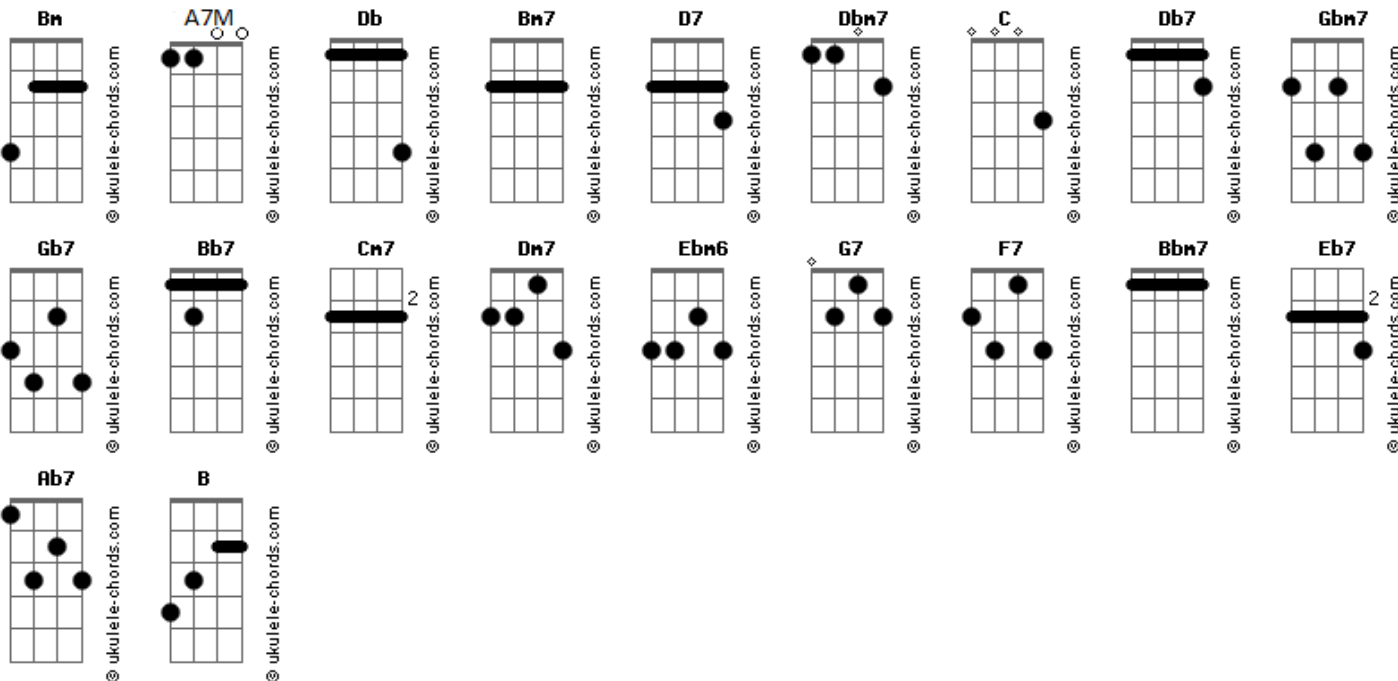 Bm A7M Db Bm7 D7 Dbm7 C Db7 Gbm7
© ukulele-chords.com © ukulele-chords.com © ukulele-chords.com © ukulele-chords.com © ukulele-chords.com © ukulele-chords.com © ukulele-chords.com © ukulele-chords.com © ukulele-chords.com
Gb7 Bb7 Cm7 Dm7 Ebm6 G7 F7 Bbm7 Eb7
2 2
© ukulele-chords.com © ukulele-chords.com © ukulele-chords.com © ukulele-chords.com © ukulele-chords.com © ukulele-chords.com © ukulele-chords.com © ukulele-chords.com © ukulele-chords.com
Ab7 B
© ukulele-chords.com © ukulele-chords.com